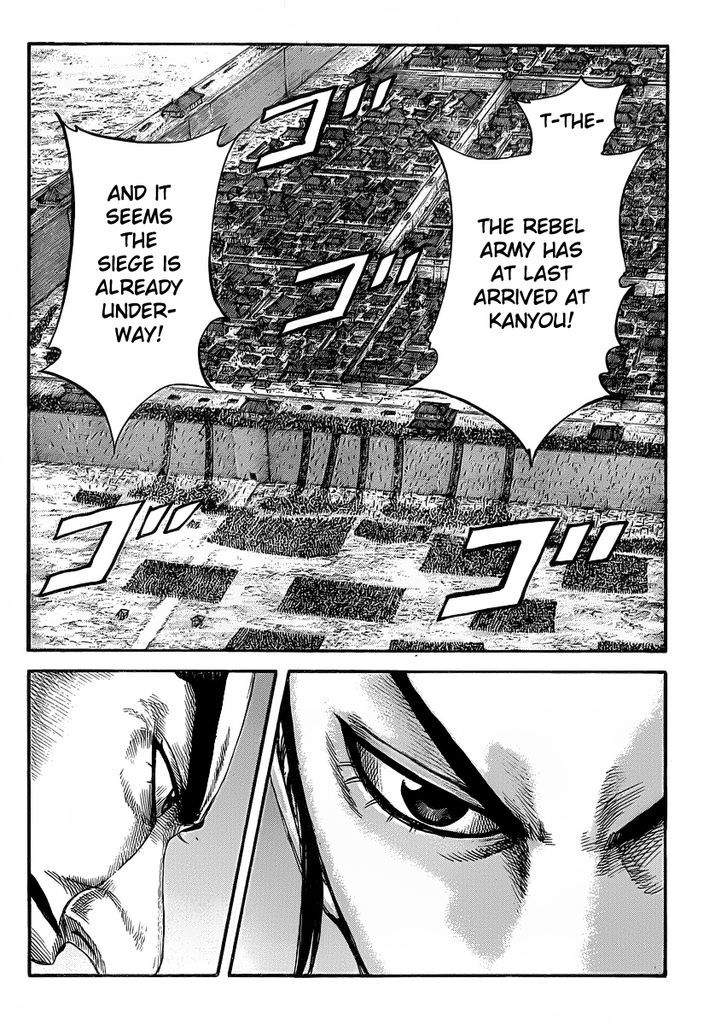 T-THE-
THE REBEL
ARMY HAS
AT LAST
ARRIVED AT
KANYOU!
AND IT
SEEMS
THE
SIEGE IS
ALREADY
UNDER-
WAY!
ゴ
ゴ
ゴ
ゴ